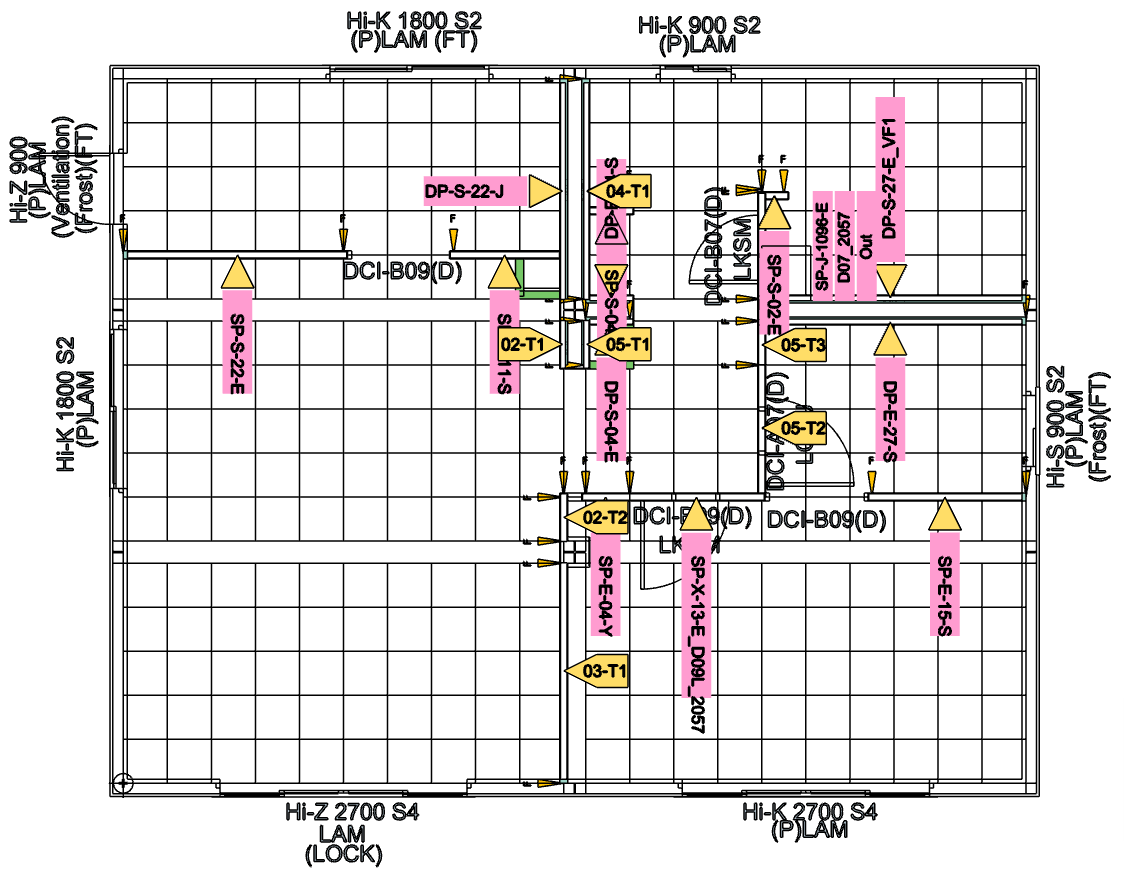 Hi-K 1800 S2
(P)LAM (FT)
Hi-K 900 S2
(P)LAM
Hi-Z 900
(P)LAM
(Ventilation)
(Frost)(FT)
DP-S-22-J
04-T1
DCI-B07(D)
LKSM
SP-J-1096-E
D07_2057
Out
DP-S-27-E_VF1
F
F
F
F
F
DCI-B09(D)
SP-S-22-E
11-S
02-T1
05-T1
SP-S-02-E
05-T3
Hi-K 1800 S2
(P)LAM
DP-S-04-E
05-T2
DP-E-27-S
Hi-S 900 S2
(P)LAM
(Frost)(FT)
F
F
F
F
F
02-T2
DCI-B09(D)
DCI-B09(D)
SP-E-04-Y
SP-X-13-E_D09L_2057
SP-E-15-S
03-T1
Hi-Z 2700 S4
LAM
(LOCK)
Hi-K 2700 S4
(P)LAM